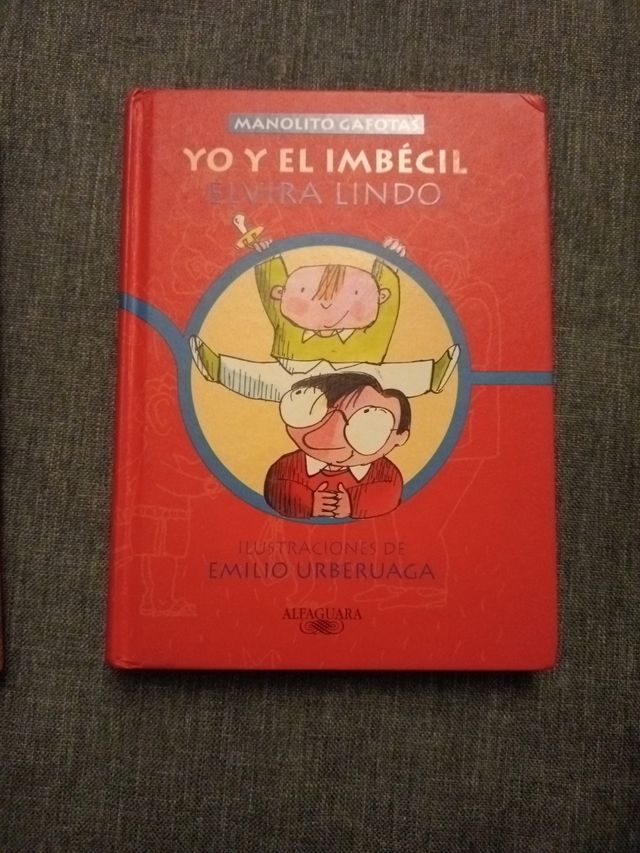 MANOLITO GAFOTAS
YO Y EL IMBÉCIL
ELVIRA LINDO
ILUSTRACIONES DE
EMILIO URBERUAGA
ALFAGUARA